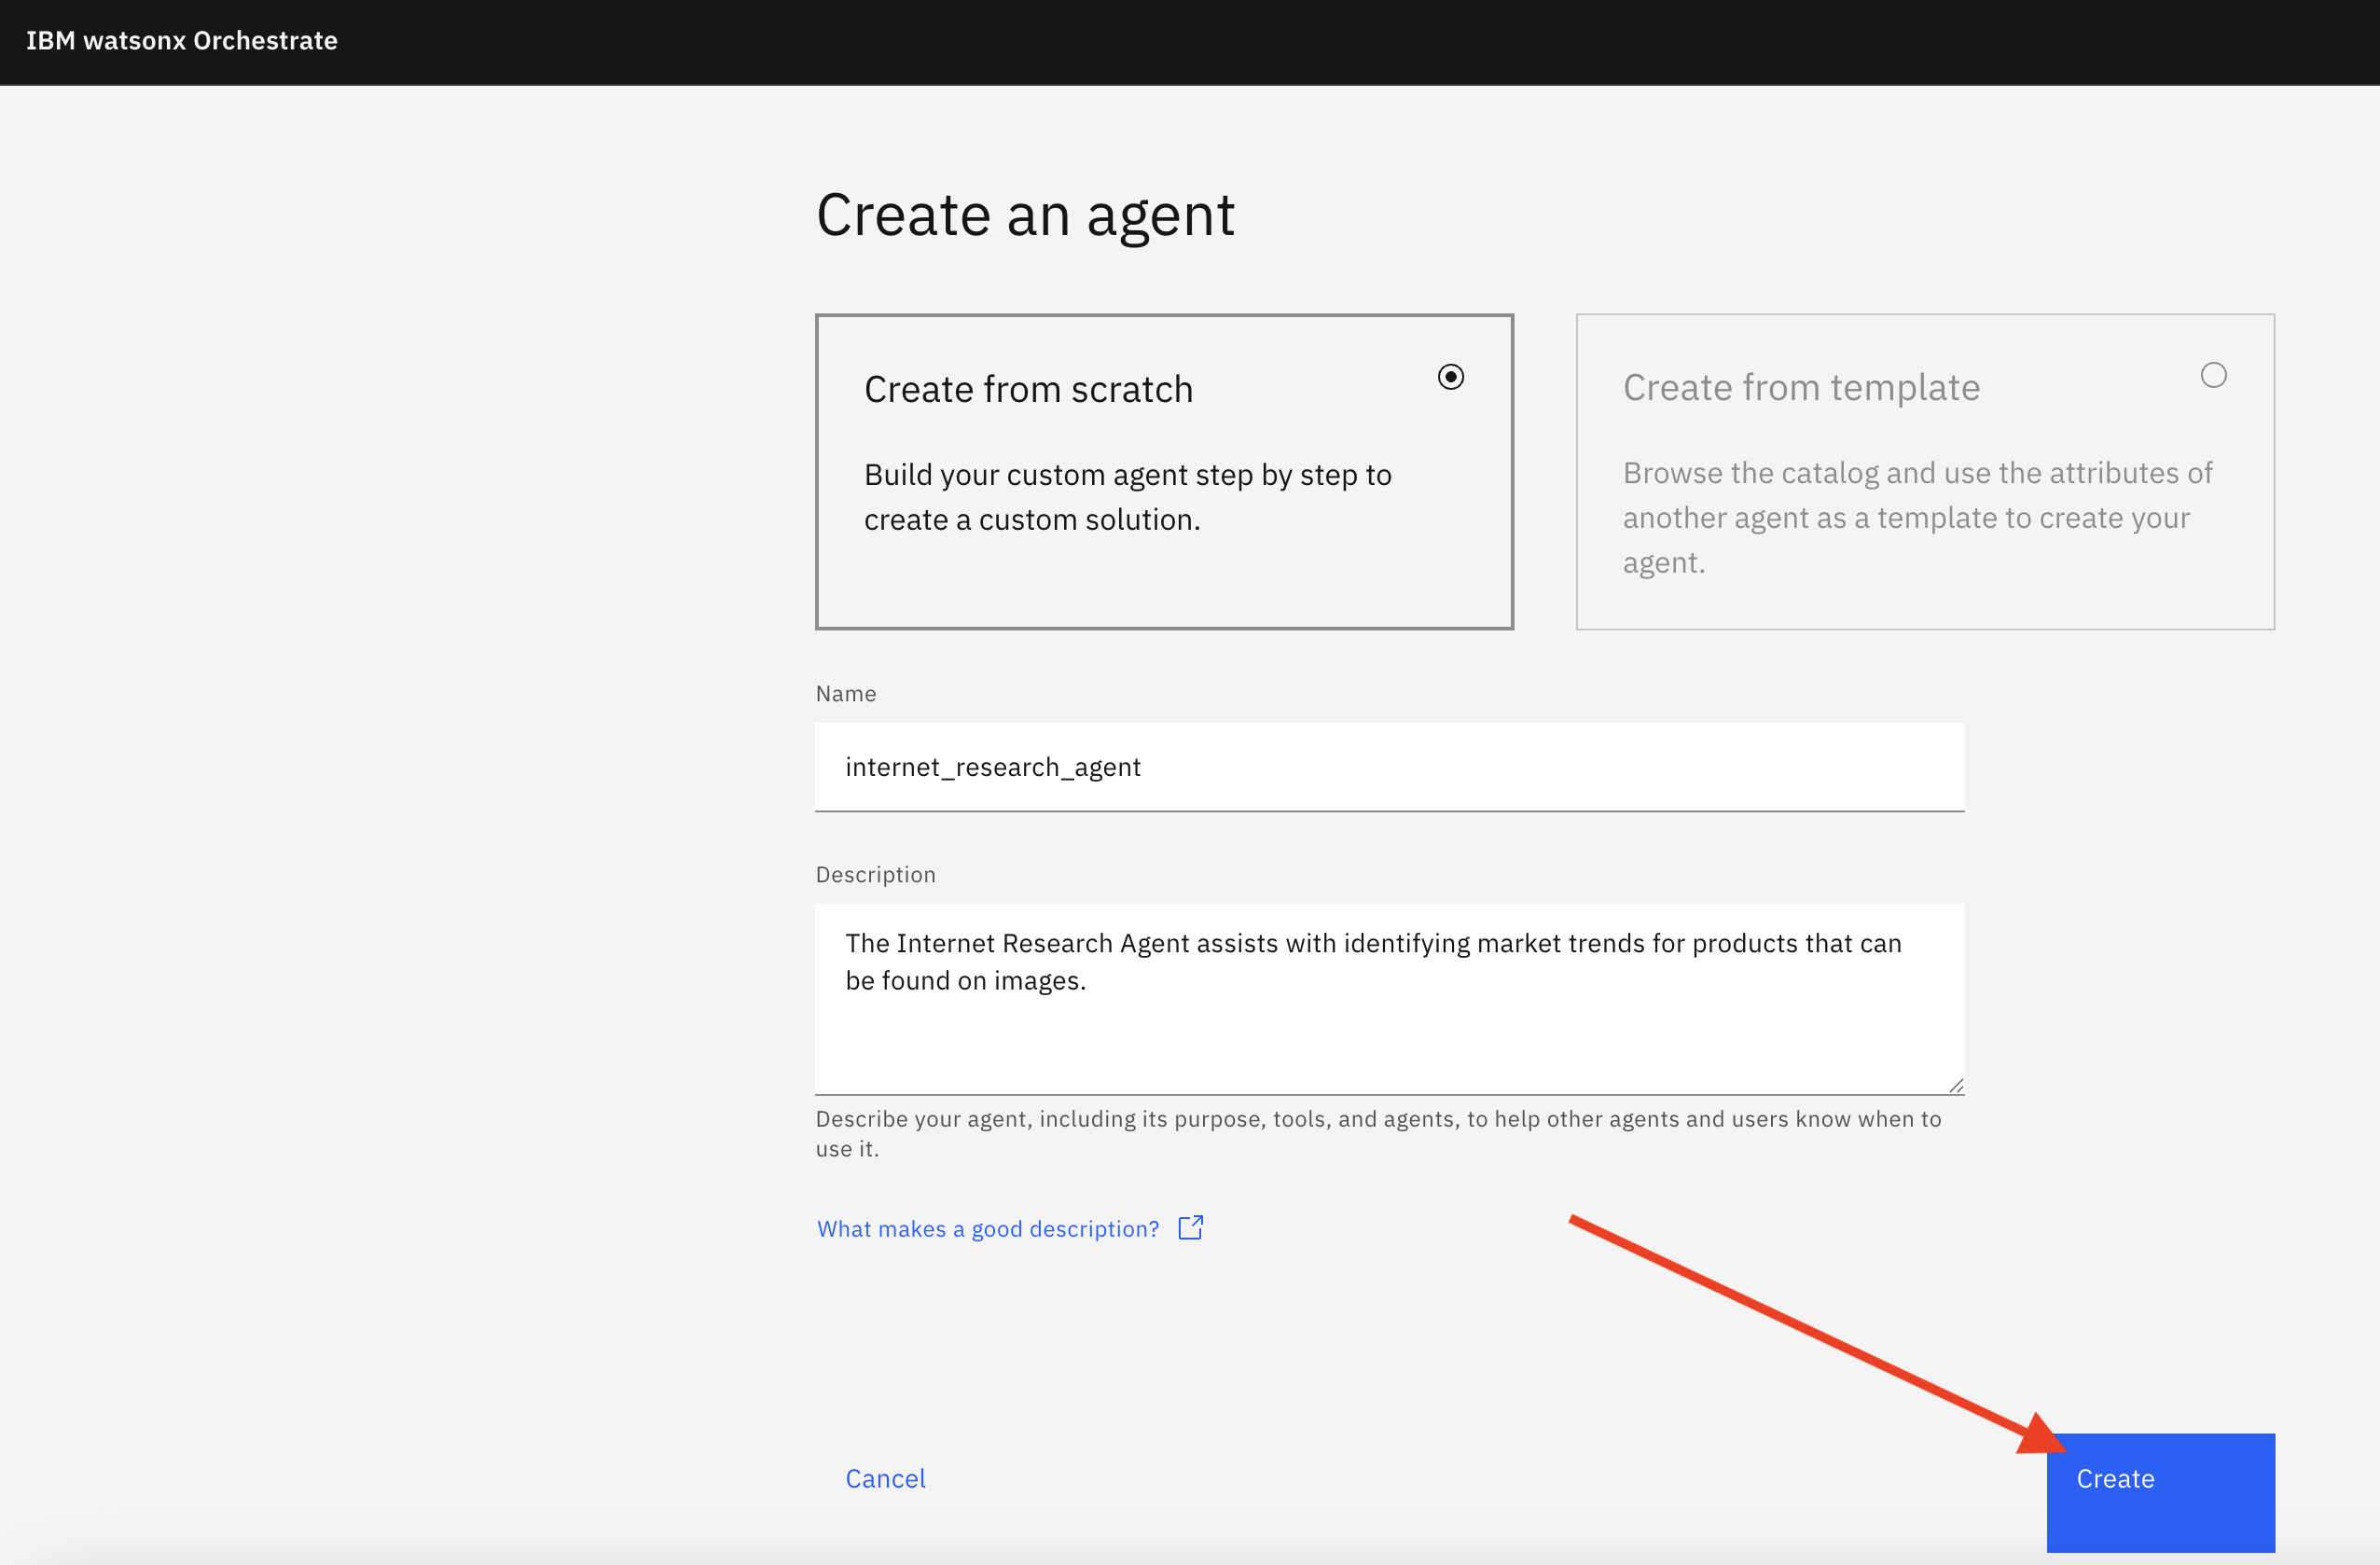 IBM watsonx Orchestrate
Create an agent
Create from scratch
Build your custom agent step by step to
create a custom solution.
Create from template
Browse the catalog and use the attributes of
another agent as a template to create your
agent.
Name
internet_research_agent
Description
The Internet Research Agent assists with identifying market trends for products that can
be found on images.
Describe your agent, including its purpose, tools, and agents, to help other agents and users know when to
use it.
What makes a good description?
Cancel
Create